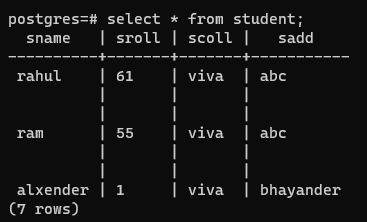 postgres=# select * from student;
  sname   | sroll | scoll |   sadd
----------+-------+-------+-----------
 rahul    | 61    | viva  | abc
          |       |       |
          |       |       |
 ram      | 55    | viva  | abc
          |       |       |
          |       |       |
 alxender | 1     | viva  | bhayander
(7 rows)